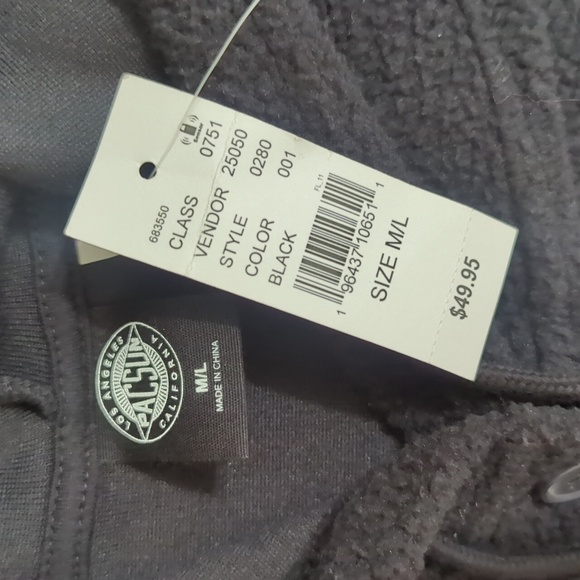 683550
CLASS 0751
VENDOR 25050
STYLE 0280
COLOR 001
BLACK
FL 11
1 96437 10651 1
SIZE M/L
$49.95
LOS ANGELES
PACSUN
CALIFORNIA
M/L
MADE IN CHINA